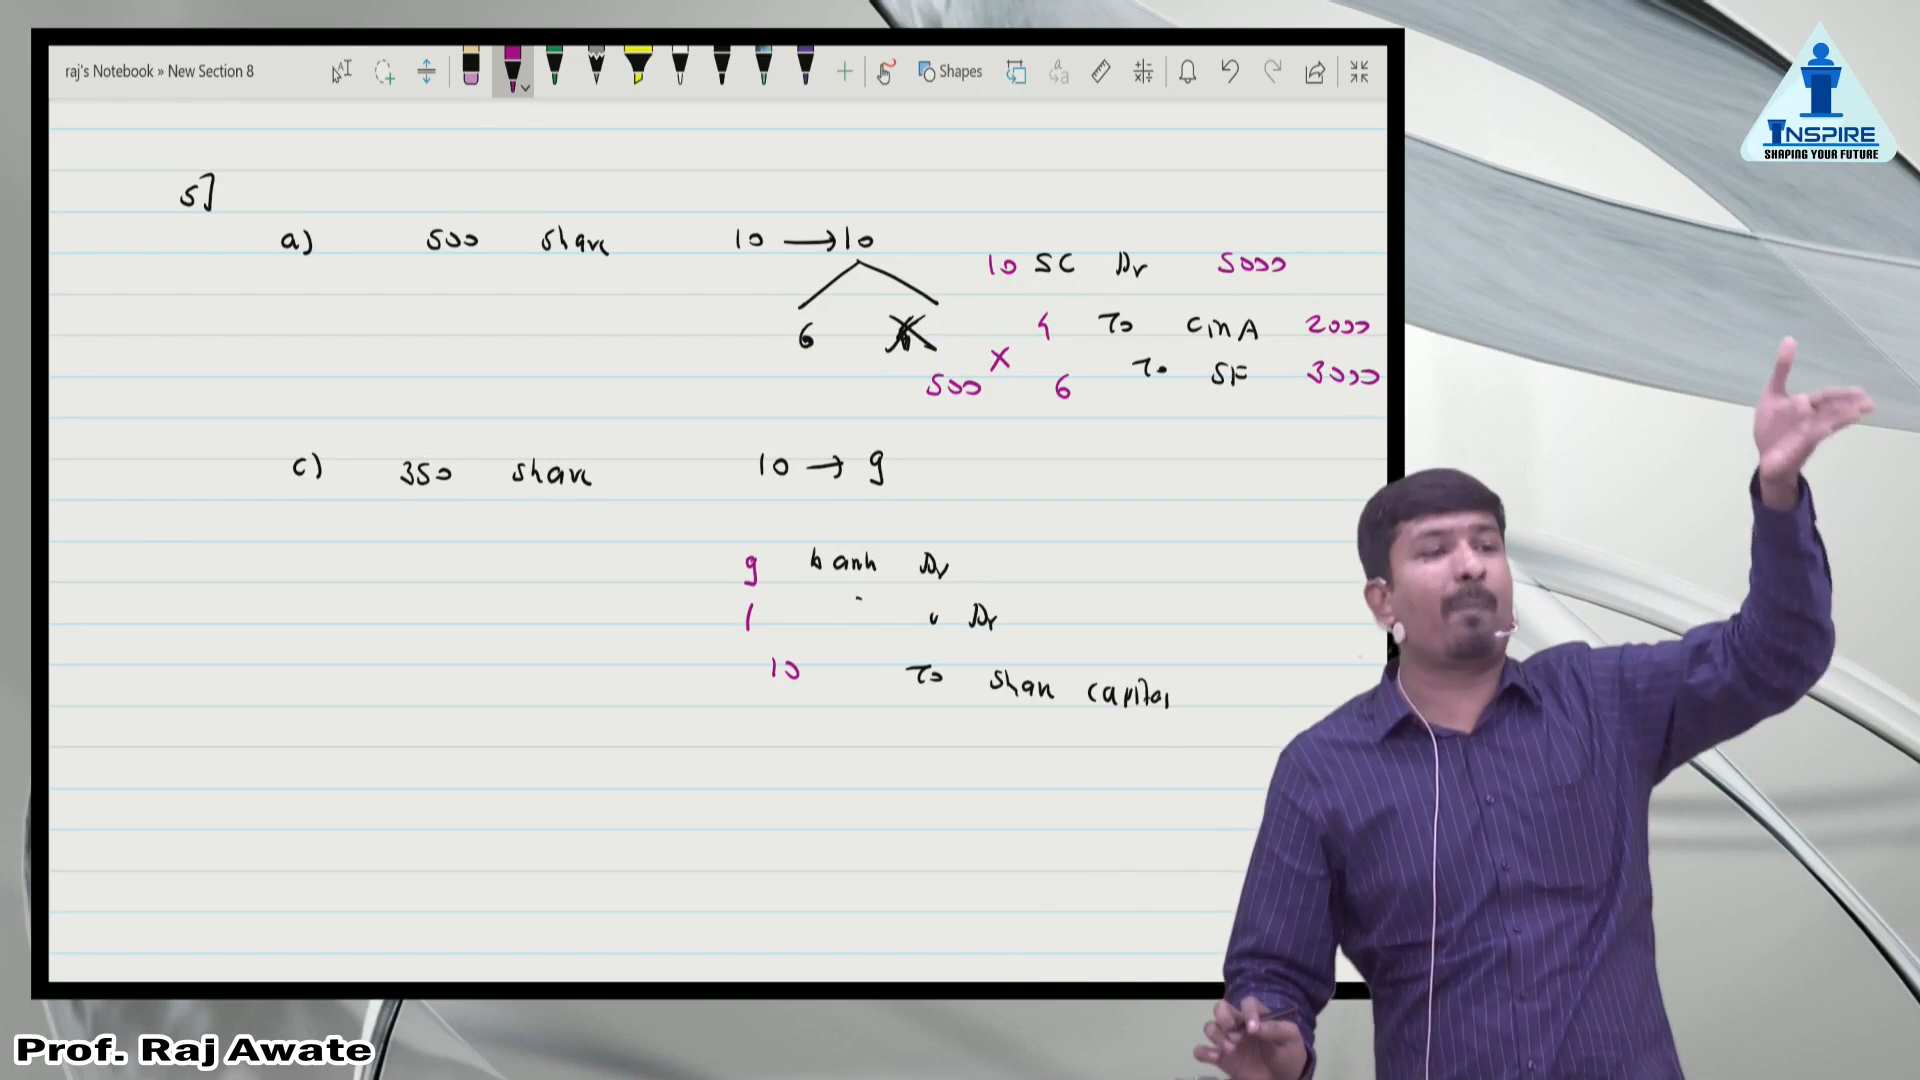 raj's Notebook » New Section 8
Shapes
INSPIRE
SHAPING YOUR FUTURE
5]
a) 500 share 10 → 10
6
10 SC Dr 5000
4 To CinA 2000
500 x 6 To SF 3000
c) 350 share 10 → 9
9 bank Dr
1 " Dr
10 To share capital
Prof. Raj Awate